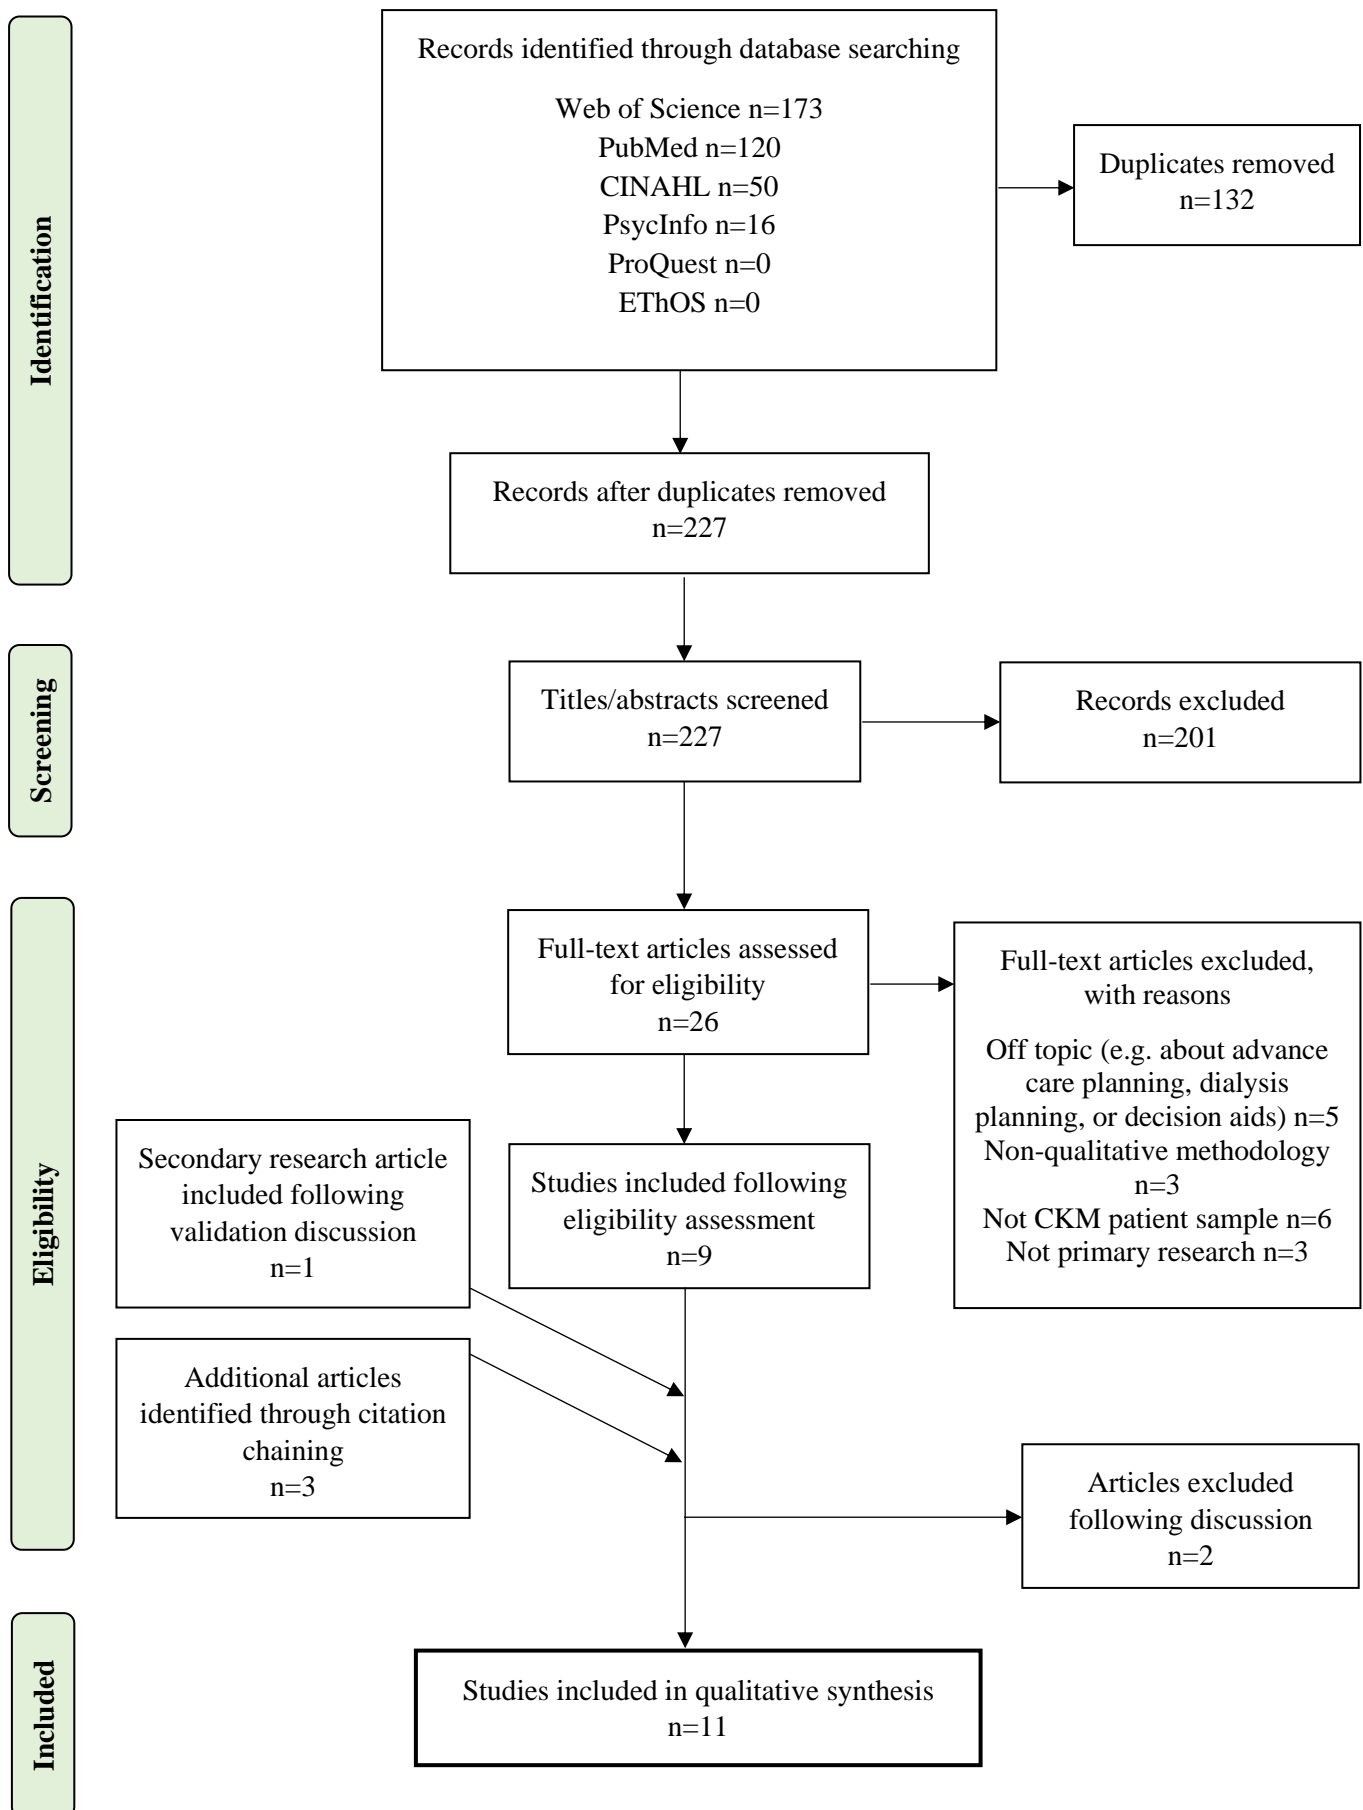 Identification
Records identified through database searching
Web of Science n=173
PubMed n=120
CINAHL n=50
PsycInfo n=16
ProQuest n=0
EThOS n=0
Duplicates removed
n=132
Records after duplicates removed
n=227
Screening
Titles/abstracts screened
n=227
Records excluded
n=201
Eligibility
Full-text articles assessed
for eligibility
n=26
Full-text articles excluded,
with reasons
Off topic (e.g. about advance
care planning, dialysis
planning, or decision aids) n=5
Non-qualitative methodology
n=3
Not CKM patient sample n=6
Not primary research n=3
Secondary research article
included following
validation discussion
n=1
Studies included following
eligibility assessment
n=9
Additional articles
identified through citation
chaining
n=3
Articles excluded
following discussion
n=2
Included
Studies included in qualitative synthesis
n=11